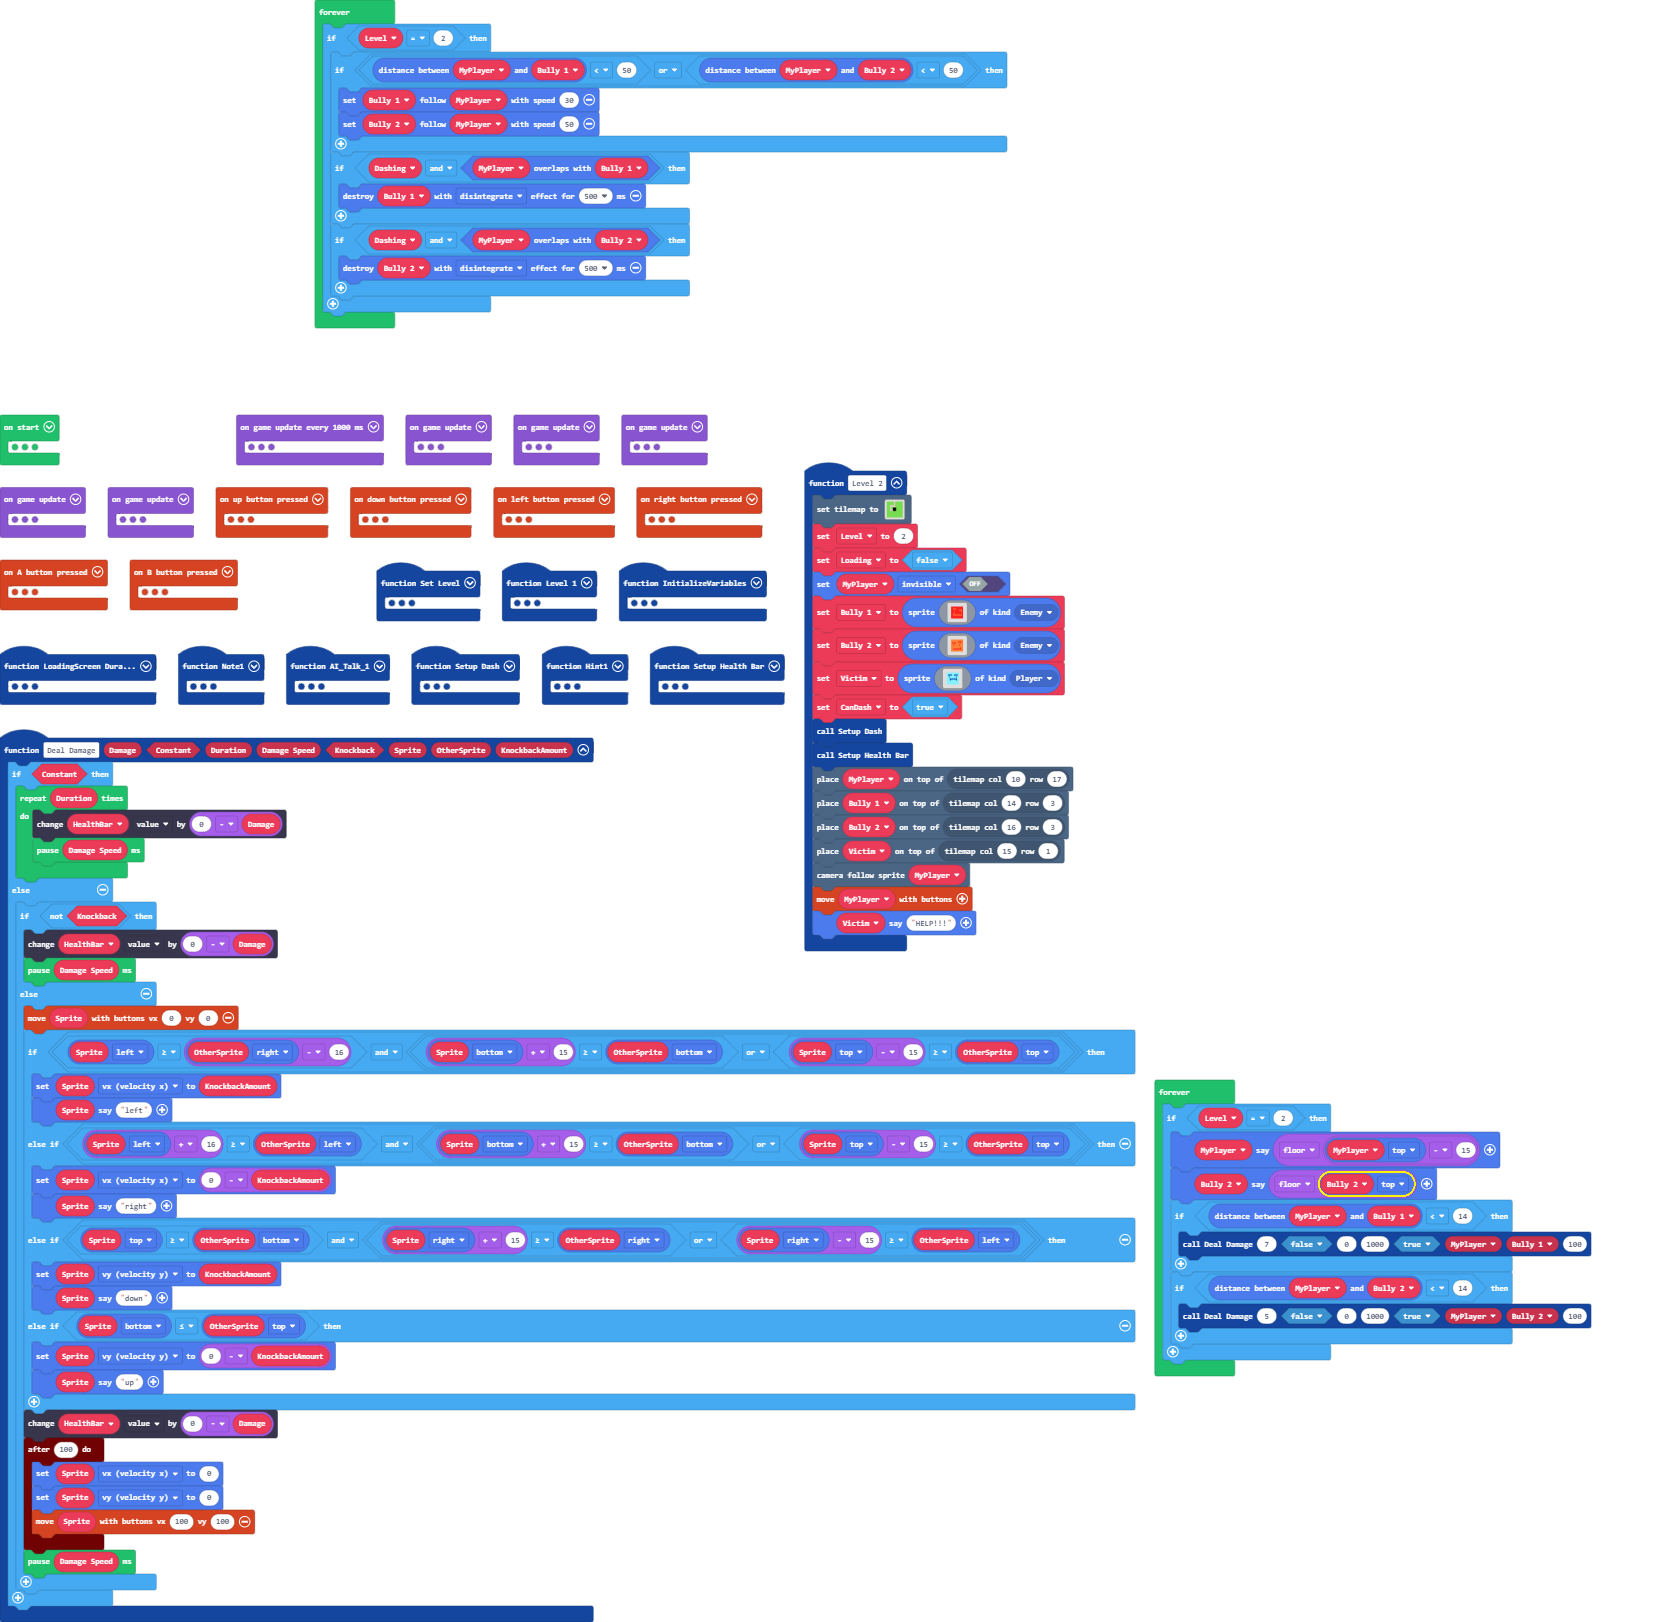 forever
if Level = 2 then
if distance between MyPlayer and Bully 1 < 50 or distance between MyPlayer and Bully 2 < 50 then
set Bully 1 follow MyPlayer with speed 30
set Bully 2 follow MyPlayer with speed 50
if Dashing and MyPlayer overlaps with Bully 1 then
destroy Bully 1 with disintegrate effect for 500 ms
if Dashing and MyPlayer overlaps with Bully 2 then
destroy Bully 2 with disintegrate effect for 500 ms
on start
on game update every 1000 ms
on game update
on game update
on game update
on game update
on game update
on up button pressed
on down button pressed
on left button pressed
on right button pressed
on A button pressed
on B button pressed
function Set Level
function Level 1
function InitializeVariables
function LoadingScreen Dura...
function Note1
function AI_Talk_1
function Setup Dash
function Hint1
function Setup Health Bar
function Level 2
set tilemap to
set Level to 2
set Loading to false
set MyPlayer invisible OFF
set Bully 1 to sprite of kind Enemy
set Bully 2 to sprite of kind Enemy
set Victim to sprite of kind Player
set CanDash to true
call Setup Dash
call Setup Health Bar
place MyPlayer on top of tilemap col 10 row 17
place Bully 1 on top of tilemap col 14 row 3
place Bully 2 on top of tilemap col 16 row 3
place Victim on top of tilemap col 15 row 1
camera follow sprite MyPlayer
move MyPlayer with buttons
Victim say "HELP!!!"
function Deal Damage Damage Constant Duration Damage Speed Knockback Sprite OtherSprite KnockbackAmount
if Constant then
repeat Duration times
do
change HealthBar value by 0 - Damage
pause Damage Speed ms
else
if not Knockback then
change HealthBar value by 0 - Damage
pause Damage Speed ms
else
move Sprite with buttons vx 0 vy 0
if Sprite left ≥ OtherSprite right - 16 and Sprite bottom + 15 ≥ OtherSprite bottom or Sprite top - 15 ≥ OtherSprite top then
set Sprite vx (velocity x) to KnockbackAmount
Sprite say "left"
else if Sprite left + 16 ≥ OtherSprite left and Sprite bottom + 15 ≥ OtherSprite bottom or Sprite top - 15 ≥ OtherSprite top then
set Sprite vx (velocity x) to 0 - KnockbackAmount
Sprite say "right"
else if Sprite top ≥ OtherSprite bottom and Sprite right + 15 ≥ OtherSprite right or Sprite right - 15 ≥ OtherSprite left then
set Sprite vy (velocity y) to KnockbackAmount
Sprite say "down"
else if Sprite bottom ≤ OtherSprite top then
set Sprite vy (velocity y) to 0 - KnockbackAmount
Sprite say "up"
change HealthBar value by 0 - Damage
after 100 do
set Sprite vx (velocity x) to 0
set Sprite vy (velocity y) to 0
move Sprite with buttons vx 100 vy 100
pause Damage Speed ms
forever
if Level = 2 then
MyPlayer say floor MyPlayer top - 15
Bully 2 say floor Bully 2 top
if distance between MyPlayer and Bully 1 < 14 then
call Deal Damage 7 false 0 1000 true MyPlayer Bully 1 100
if distance between MyPlayer and Bully 2 < 14 then
call Deal Damage 5 false 0 1000 true MyPlayer Bully 2 100